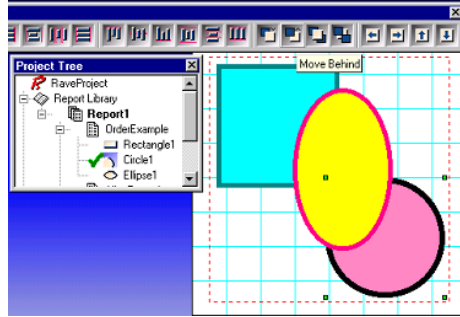 Move Behind
Project Tree
RaveProject
Report Library
Report1
OrderExample
Rectangle1
Circle1
Ellipse1